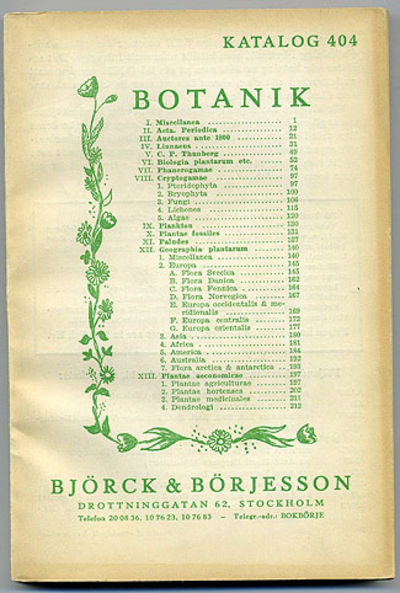 KATALOG 404
BOTANIK
I. Miscellanea ........................ 1
II. Acta. Periodica .................. 12
III. Auctores ante 1800 ............... 21
IV. Linnaeus .......................... 31
V. C. P. Thunberg .................... 49
VI. Biologia plantarum etc. .......... 52
VII. Phanerogamae ..................... 77
VIII. Cryptogamae ...................... 97
1. Pteridophyta ...................... 97
2. Bryophyta ......................... 100
3. Fungi ............................. 106
4. Lichenes .......................... 115
5. Algae ............................. 120
IX. Plankton .......................... 130
X. Plantae fossiles .................. 131
XI. Paludes ........................... 137
XII. Geographia plantarum ............. 140
1. Miscellanea ....................... 140
2. Europa ............................ 145
A. Flora Svecica ..................... 145
B. Flora Danica ...................... 162
C. Flora Fennica ..................... 164
D. Flora Norvegica ................... 167
E. Europa occidentalis & me-
ridionalis ........................ 169
F. Europa centralis .................. 172
G. Europa orientalis ................. 177
3. Asia .............................. 180
4. Africa ............................ 181
5. America ........................... 184
6. Australia ......................... 192
7. Flora arctica & antarctica ....... 193
XIII. Plantae oeconomicae .............. 197
1. Plantae agriculturae .............. 197
2. Plantae hortenses ................. 202
3. Plantae medicinales ............... 211
4. Dendrologi ........................ 212
BJÖRCK & BÖRJESSON
DROTTNINGGATAN 62, STOCKHOLM
Telefon 20 08 36, 10 76 23, 10 76 83 – Telegr.-adr.: BOKBÖRJE